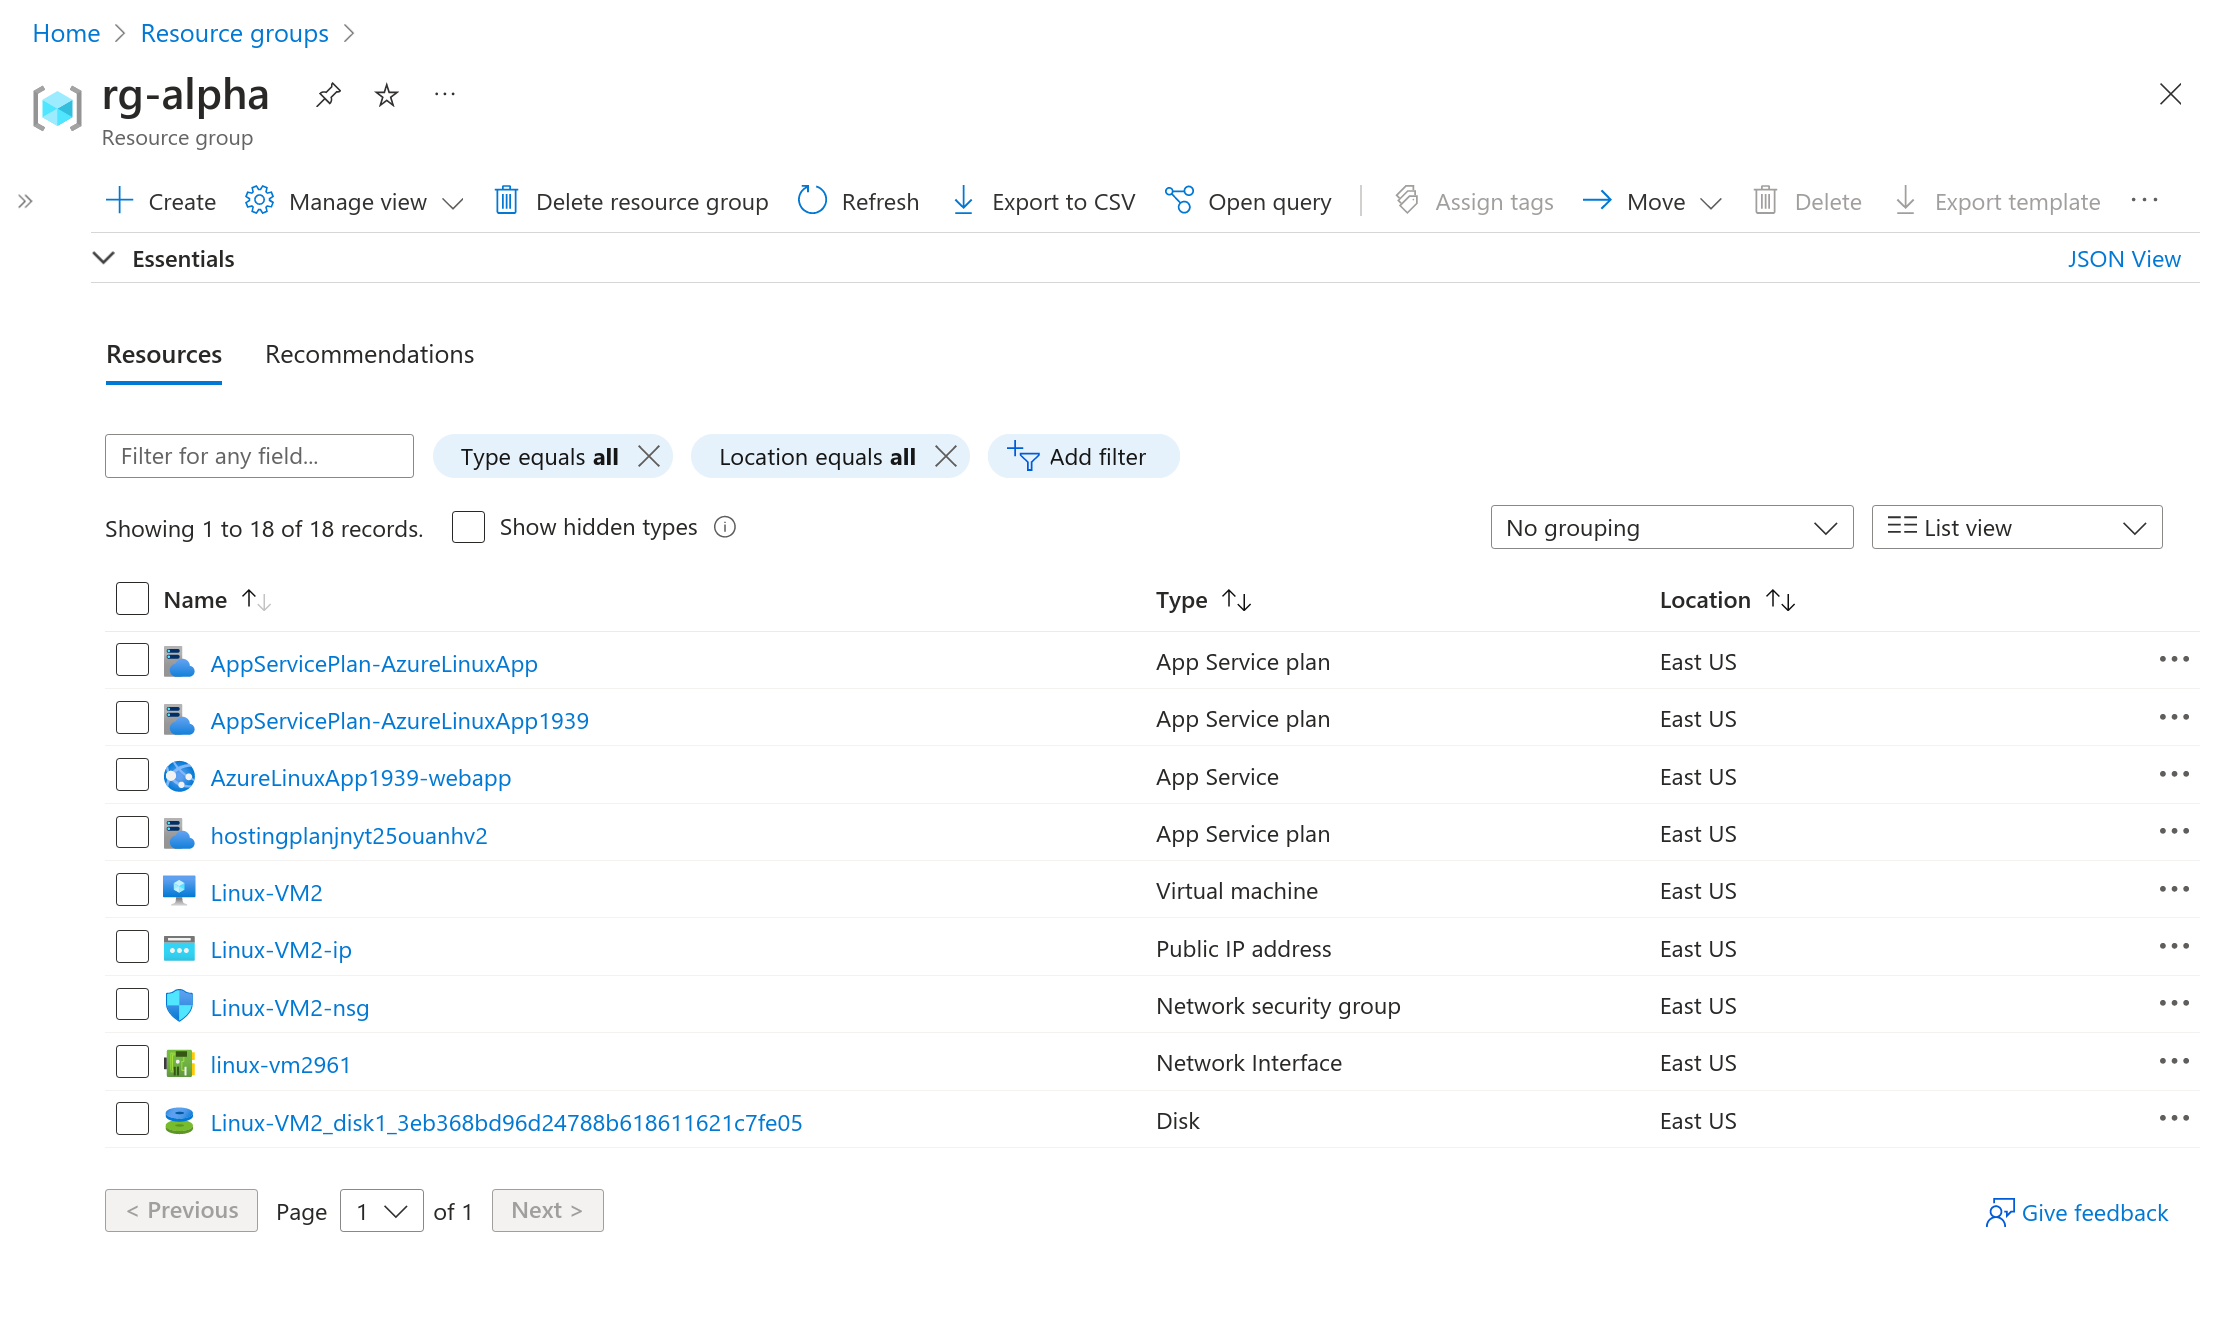 Home > Resource groups >
rg-alpha
Resource group
Create Manage view Delete resource group Refresh Export to CSV Open query Assign tags Move Delete Export template
Essentials JSON View
Resources Recommendations
Filter for any field... Type equals all Location equals all Add filter
Showing 1 to 18 of 18 records. Show hidden types No grouping List view
Name Type Location
AppServicePlan-AzureLinuxApp App Service plan East US
AppServicePlan-AzureLinuxApp1939 App Service plan East US
AzureLinuxApp1939-webapp App Service East US
hostingplanjnyt25ouanhv2 App Service plan East US
Linux-VM2 Virtual machine East US
Linux-VM2-ip Public IP address East US
Linux-VM2-nsg Network security group East US
linux-vm2961 Network Interface East US
Linux-VM2_disk1_3eb368bd96d24788b618611621c7fe05 Disk East US
< Previous Page 1 of 1 Next > Give feedback